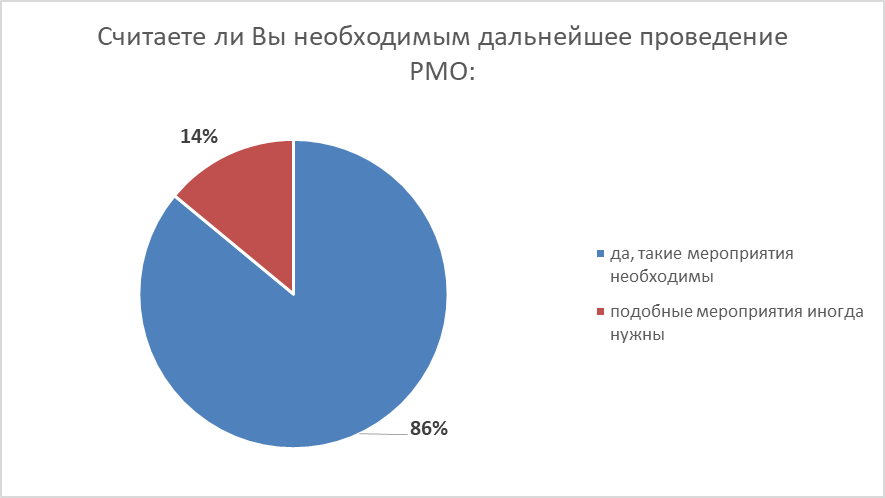 Считаете ли Вы необходимым дальнейшее проведение
РМО:
14%
да, такие мероприятия
необходимы
подобные мероприятия иногда
нужны
86%